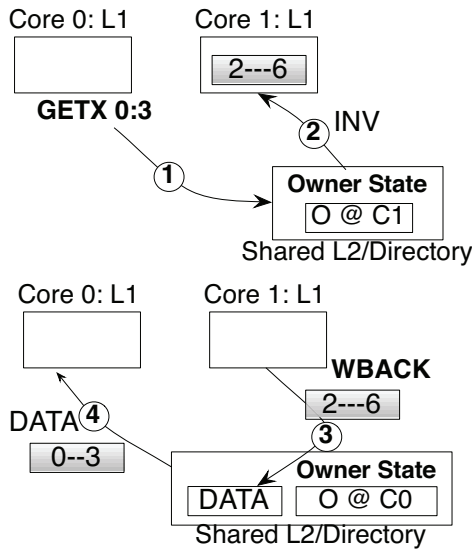 Core 0: L1 Core 1: L1
2---6
GETX 0:3
2 INV
1
Owner State
O @ C1
Shared L2/Directory
Core 0: L1 Core 1: L1
WBACK
2---6
DATA 4
3
0--3
Owner State
DATA O @ C0
Shared L2/Directory